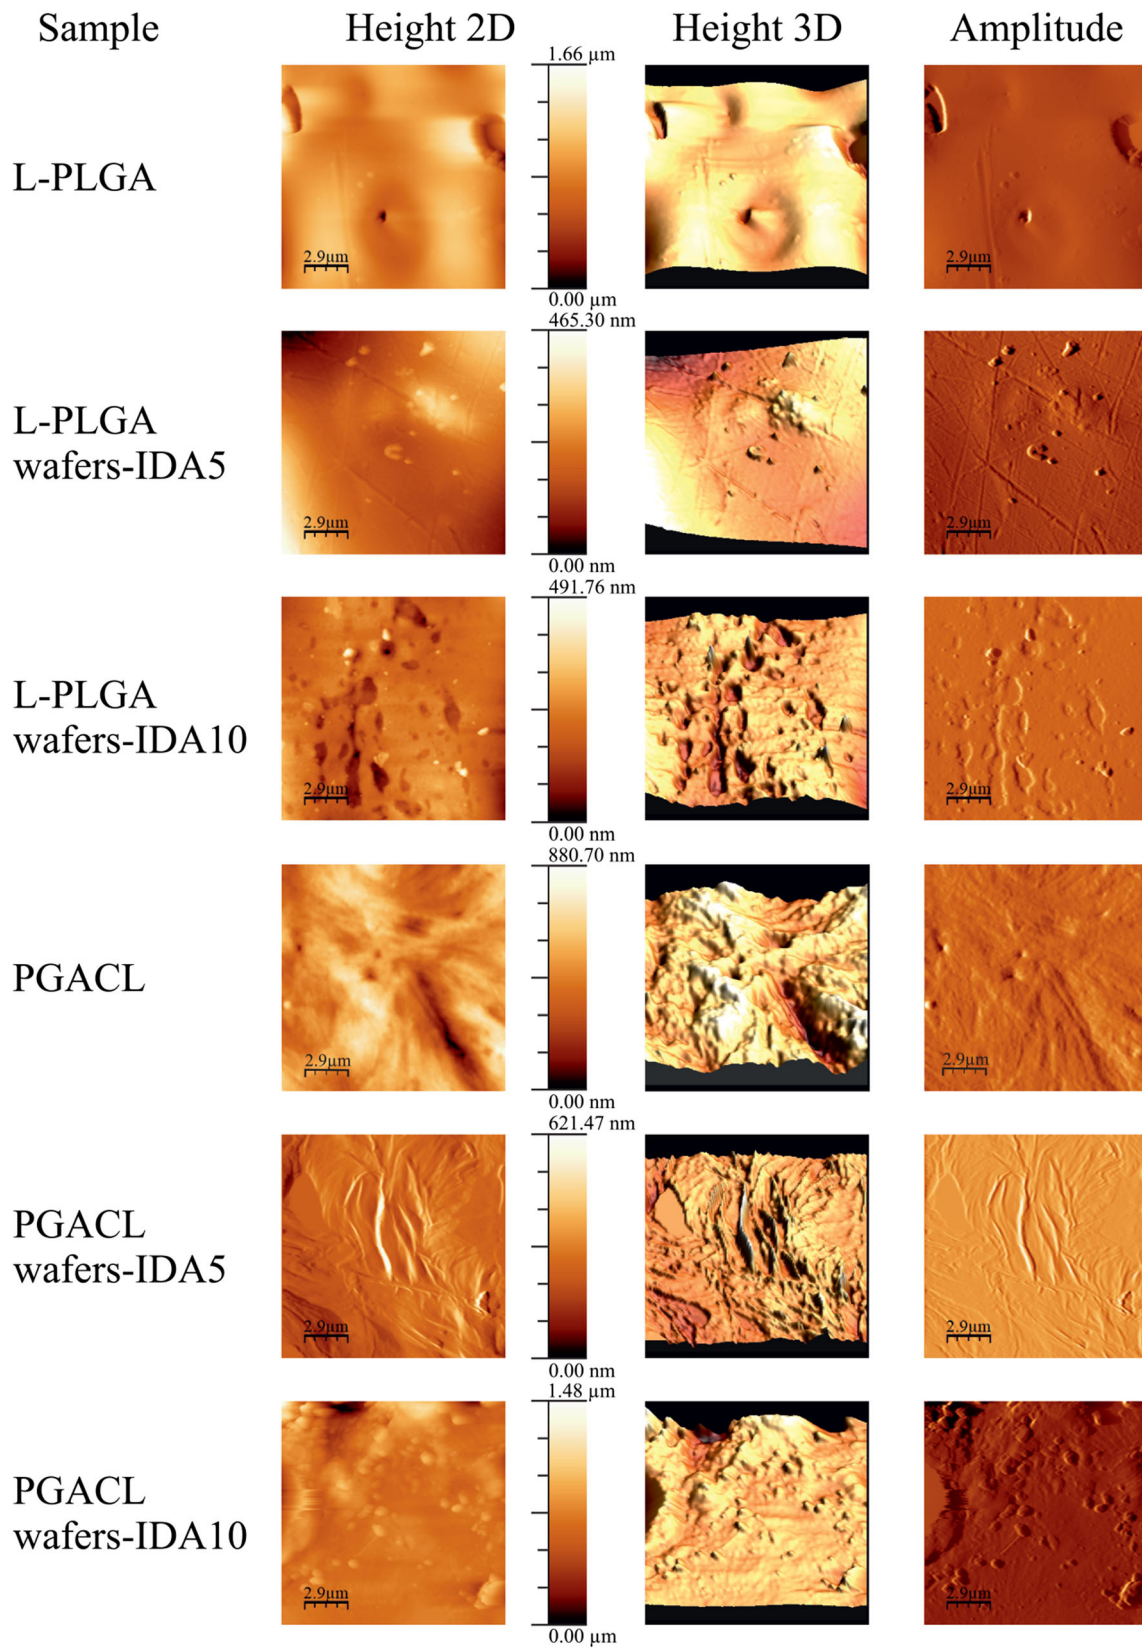 Sample Height 2D Height 3D Amplitude
1.66 µm
L-PLGA
2.9µm
2.9µm
0.00 µm
465.30 nm
L-PLGA
wafers-IDA5
2.9µm
2.9µm
0.00 nm
491.76 nm
L-PLGA
wafers-IDA10
2.9µm
2.9µm
0.00 nm
880.70 nm
PGACL
2.9µm
2.9µm
0.00 nm
621.47 nm
PGACL
wafers-IDA5
2.9µm
2.9µm
0.00 nm
1.48 µm
PGACL
wafers-IDA10
2.9µm
2.9µm
0.00 µm